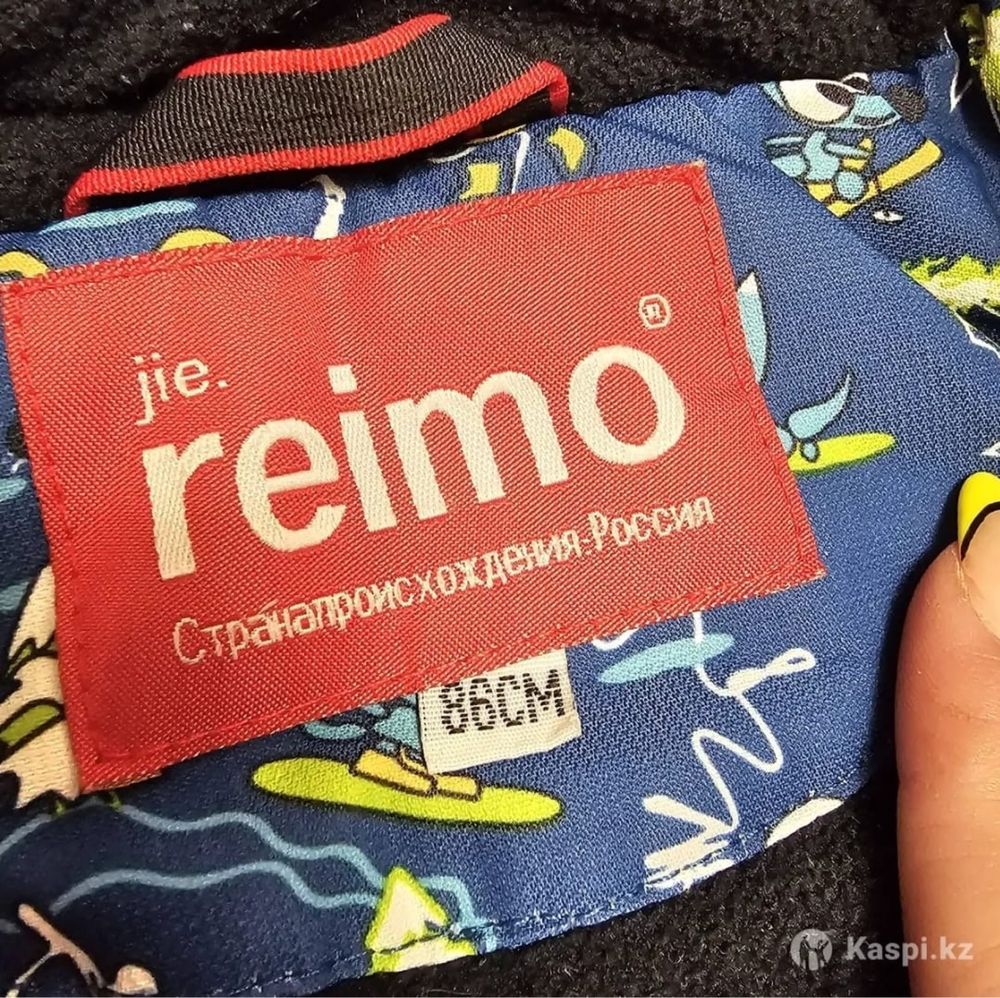 jie.
reimo®
Странапроисхождения:Россия
86CM
Kaspi.kz